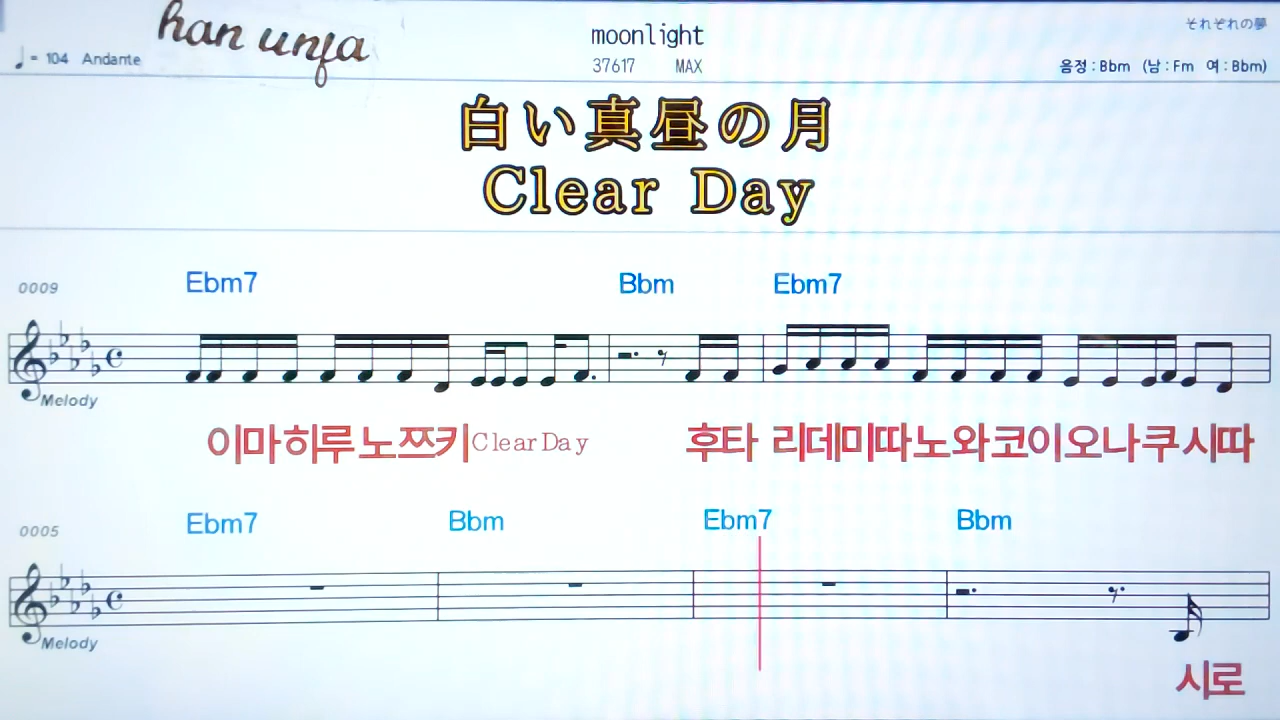 han unja
moonlight
それぞれの夢
♩= 104 Andante
37617 MAX
음정 : Bbm (남 : Fm 여 : Bbm)
白い真昼の月
Clear Day
0009
Ebm7 Bbm Ebm7
Melody
이마히루노쯔키Clear Day 후타 리데미따노와코이오나쿠시따
0005
Ebm7 Bbm Ebm7 Bbm
Melody
시로